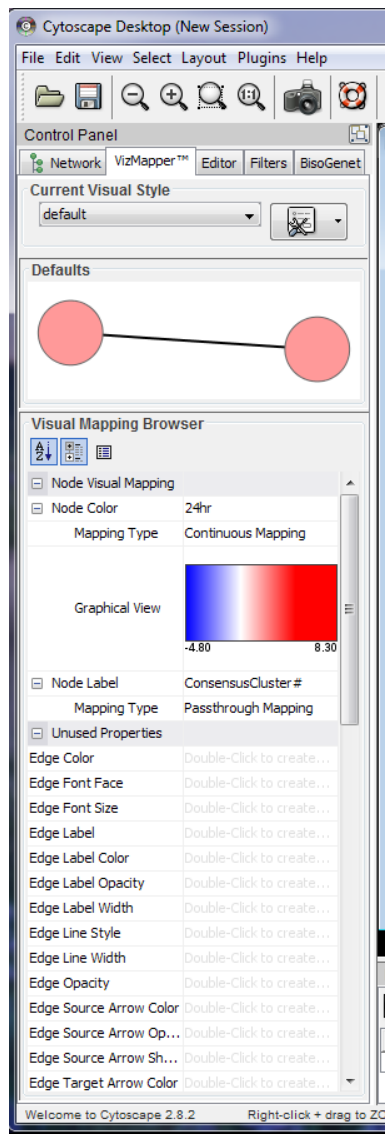 Cytoscape Desktop (New Session)
File Edit View Select Layout Plugins Help
1:1
Control Panel
Network VizMapper™ Editor Filters BisoGenet
Current Visual Style
default
Defaults
Visual Mapping Browser
A
Z
Node Visual Mapping
Node Color 24hr
Mapping Type Continuous Mapping
Graphical View
-4.80 8.30
Node Label ConsensusCluster#
Mapping Type Passthrough Mapping
Unused Properties
Edge Color Double-Click to create...
Edge Font Face Double-Click to create...
Edge Font Size Double-Click to create...
Edge Label Double-Click to create...
Edge Label Color Double-Click to create...
Edge Label Opacity Double-Click to create...
Edge Label Width Double-Click to create...
Edge Line Style Double-Click to create...
Edge Line Width Double-Click to create...
Edge Opacity Double-Click to create...
Edge Source Arrow Color Double-Click to create...
Edge Source Arrow Op... Double-Click to create...
Edge Source Arrow Sh... Double-Click to create...
Edge Target Arrow Color Double-Click to create...
Welcome to Cytoscape 2.8.2 Right-click + drag to ZO